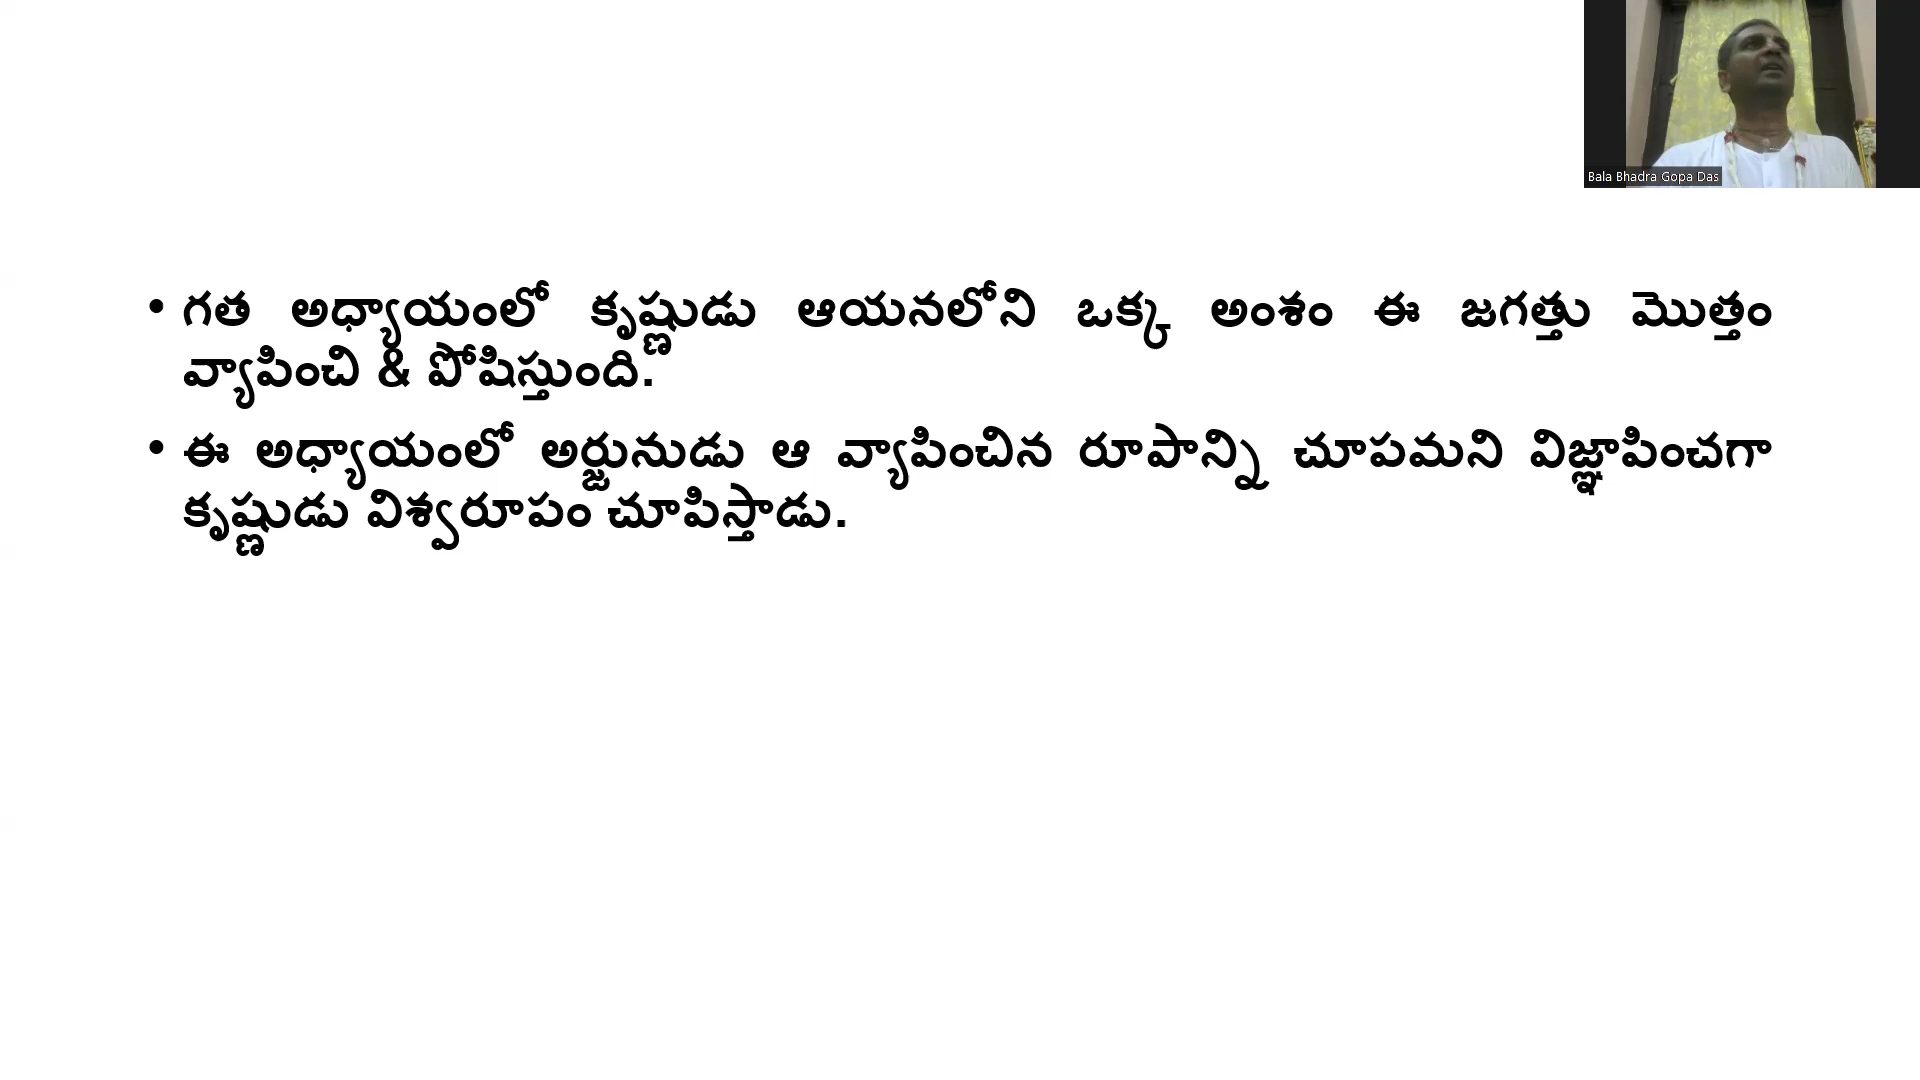 Bala Bhadra Gopa Das
• గత అధ్యాయంలో కృష్ణుడు ఆయనలోని ఒక్క అంశం ఈ జగత్తు మొత్తం
వ్యాపించి & పోషిస్తుంది.
• ఈ అధ్యాయంలో అర్జునుడు ఆ వ్యాపించిన రూపాన్ని చూపమని విజ్ఞాపించగా
కృష్ణుడు విశ్వరూపం చూపిస్తాడు.